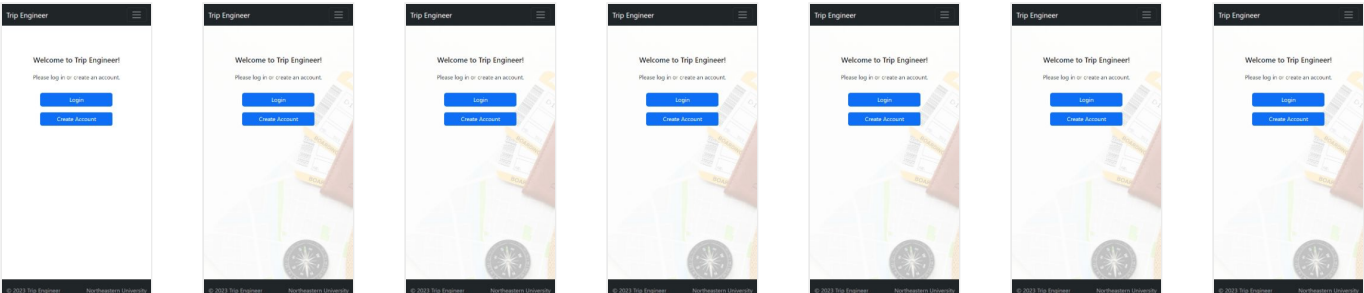 Trip Engineer
Welcome to Trip Engineer!
Please log in or create an account.
Login
Create Account
© 2023 Trip Engineer Northeastern University
Trip Engineer
Welcome to Trip Engineer!
Please log in or create an account.
Login
Create Account
© 2023 Trip Engineer Northeastern University
Trip Engineer
Welcome to Trip Engineer!
Please log in or create an account.
Login
Create Account
© 2023 Trip Engineer Northeastern University
Trip Engineer
Welcome to Trip Engineer!
Please log in or create an account.
Login
Create Account
© 2023 Trip Engineer Northeastern University
Trip Engineer
Welcome to Trip Engineer!
Please log in or create an account.
Login
Create Account
© 2023 Trip Engineer Northeastern University
Trip Engineer
Welcome to Trip Engineer!
Please log in or create an account.
Login
Create Account
© 2023 Trip Engineer Northeastern University
Trip Engineer
Welcome to Trip Engineer!
Please log in or create an account.
Login
Create Account
© 2023 Trip Engineer Northeastern University